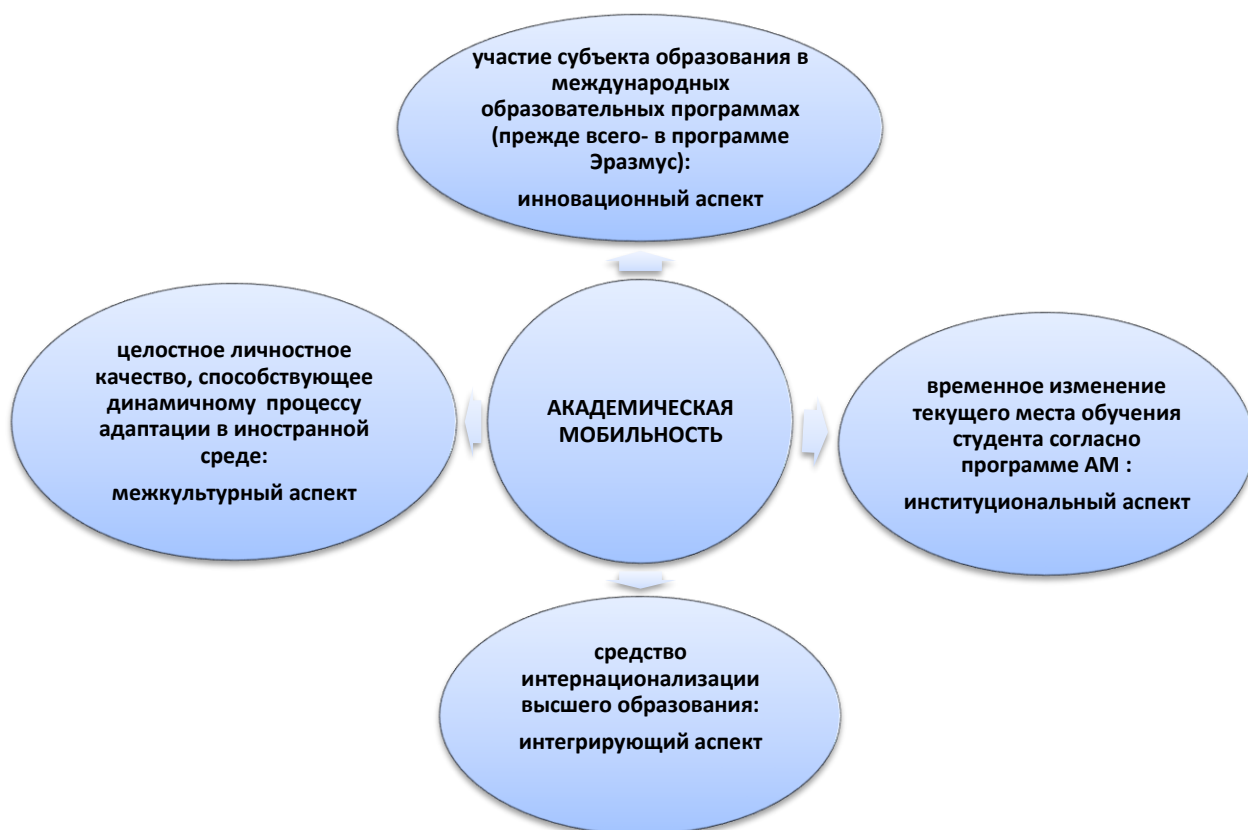 участие субъекта образования в
международных
образовательных программах
(прежде всего- в программе
Эразмус):
инновационный аспект
целостное личностное
качество, способствующее
динамичному процессу
адаптации в иностранной
среде:
межкультурный аспект
АКАДЕМИЧЕСКАЯ
МОБИЛЬНОСТЬ
временное изменение
текущего места обучения
студента согласно
программе АМ :
институциональный аспект
средство
интернационализации
высшего образования:
интегрирующий аспект